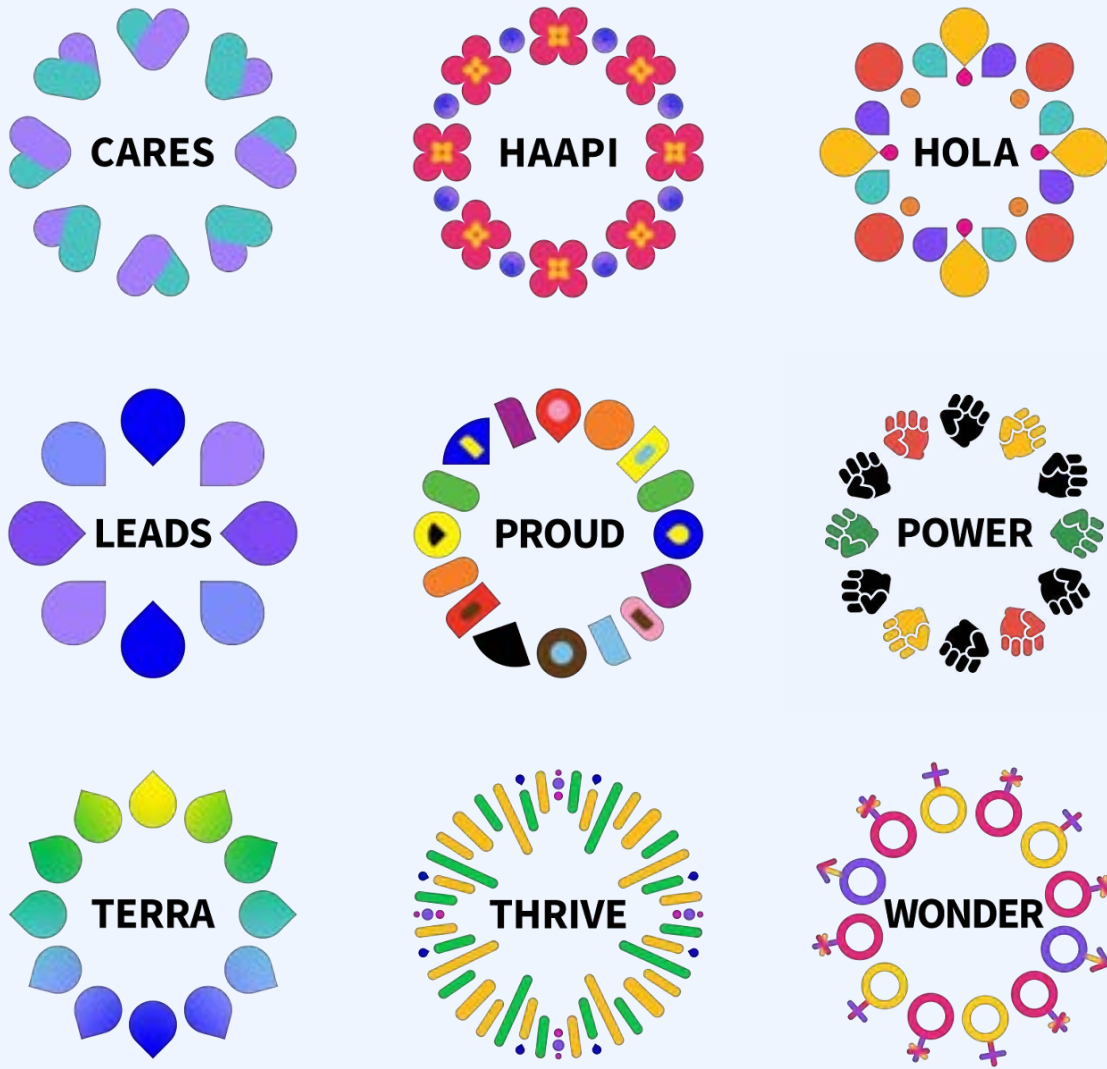 CARES
HAAPI
HOLA
LEADS
PROUD
POWER
TERRA
THRIVE
WONDER